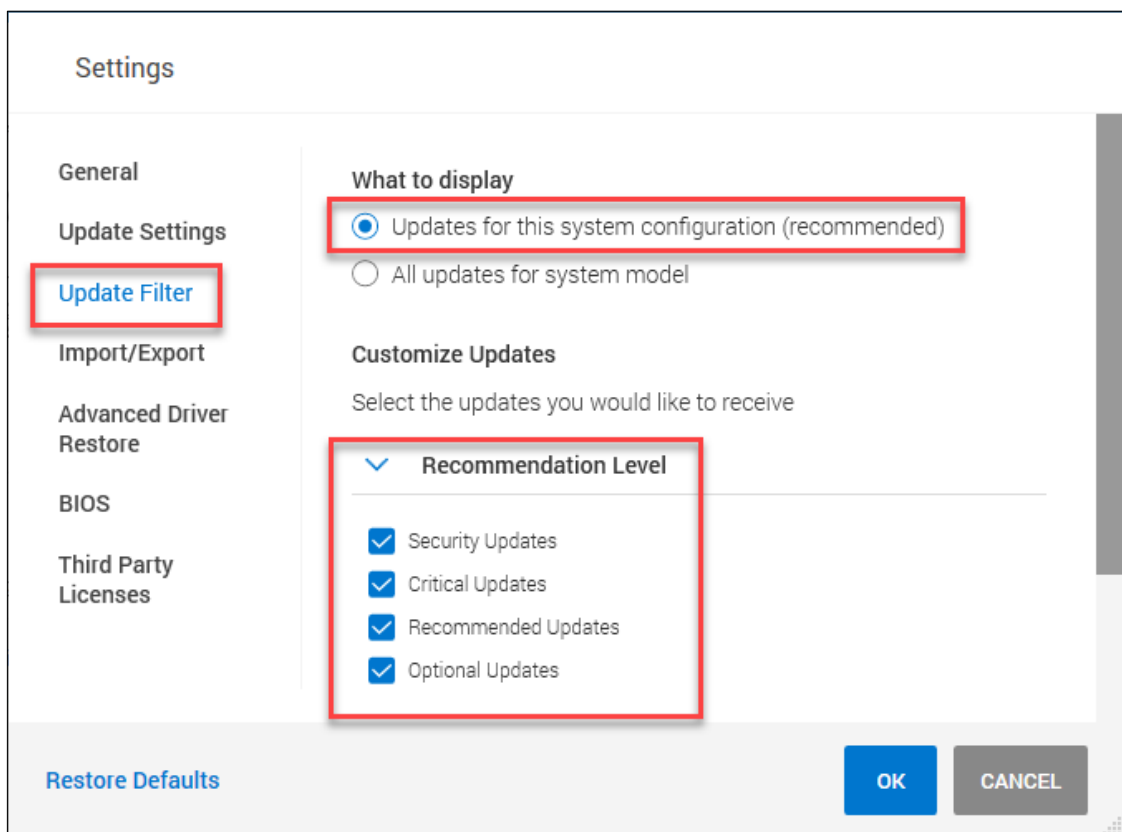 Settings
General
Update Settings
Update Filter
Import/Export
Advanced Driver
Restore
BIOS
Third Party
Licenses
What to display
Updates for this system configuration (recommended)
All updates for system model
Customize Updates
Select the updates you would like to receive
Recommendation Level
Security Updates
Critical Updates
Recommended Updates
Optional Updates
Restore Defaults
OK
CANCEL